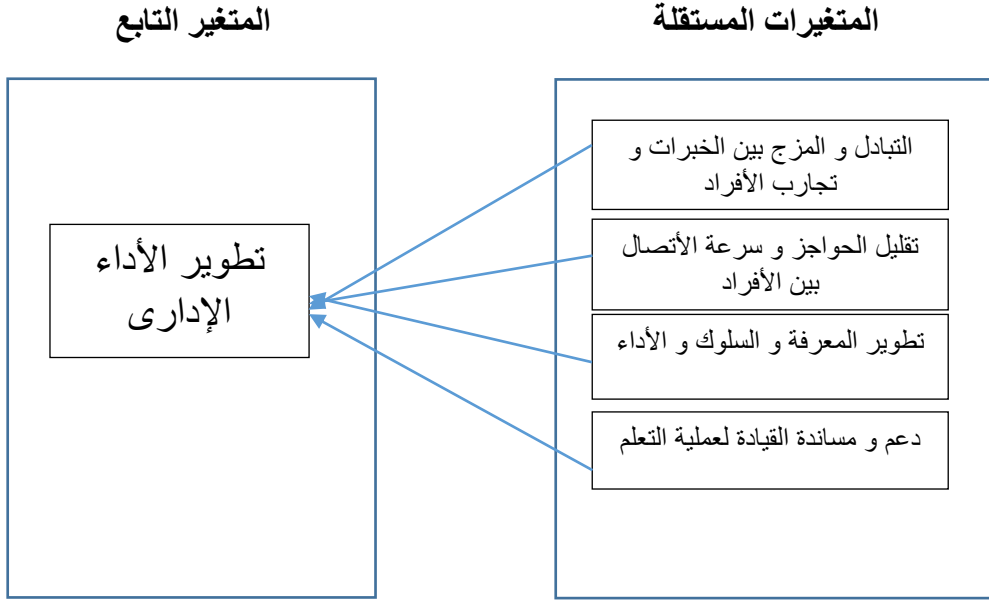 المتغيرات المستقلة
المتغير التابع
التبادل و المزج بين الخبرات و
تجارب الأفراد
تقليل الحواجز و سرعة الأتصال
بين الأفراد
تطوير المعرفة و السلوك و الأداء
دعم و مساندة القيادة لعملية التعلم
تطوير الأداء
الإدارى